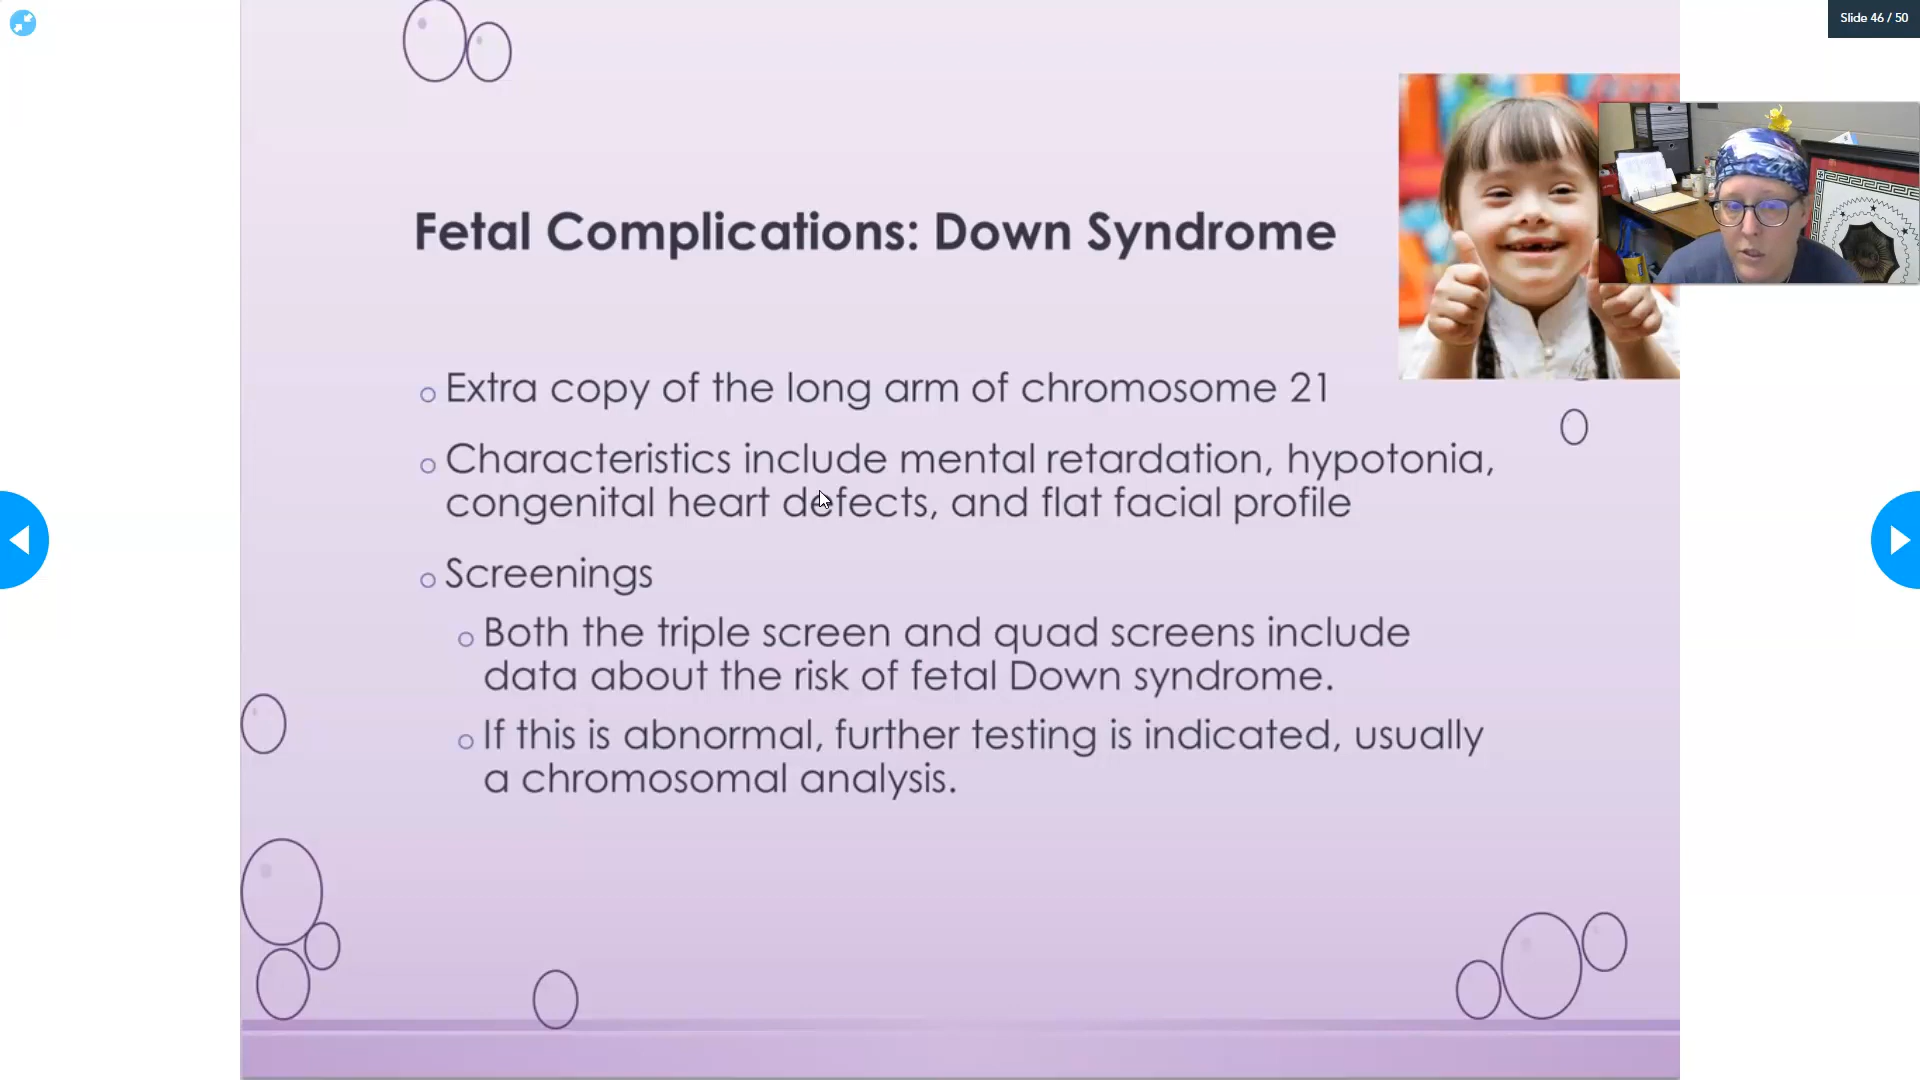 Slide 46 / 50
Fetal Complications: Down Syndrome
Extra copy of the long arm of chromosome 21
Characteristics include mental retardation, hypotonia,
congenital heart defects, and flat facial profile
Screenings
Both the triple screen and quad screens include
data about the risk of fetal Down syndrome.
If this is abnormal, further testing is indicated, usually
a chromosomal analysis.